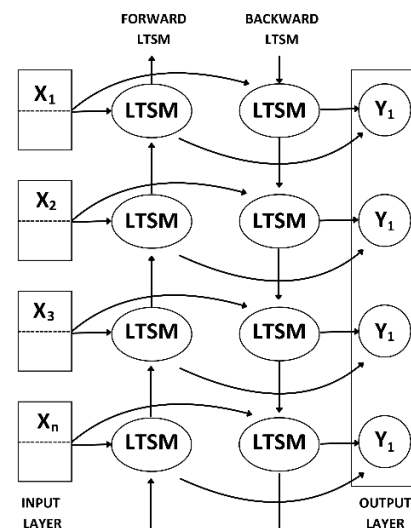 FORWARD LTSM
BACKWARD LTSM
X1 LTSM LTSM Y1
X2 LTSM LTSM Y1
X3 LTSM LTSM Y1
Xn LTSM LTSM Y1
INPUT LAYER
OUTPUT LAYER